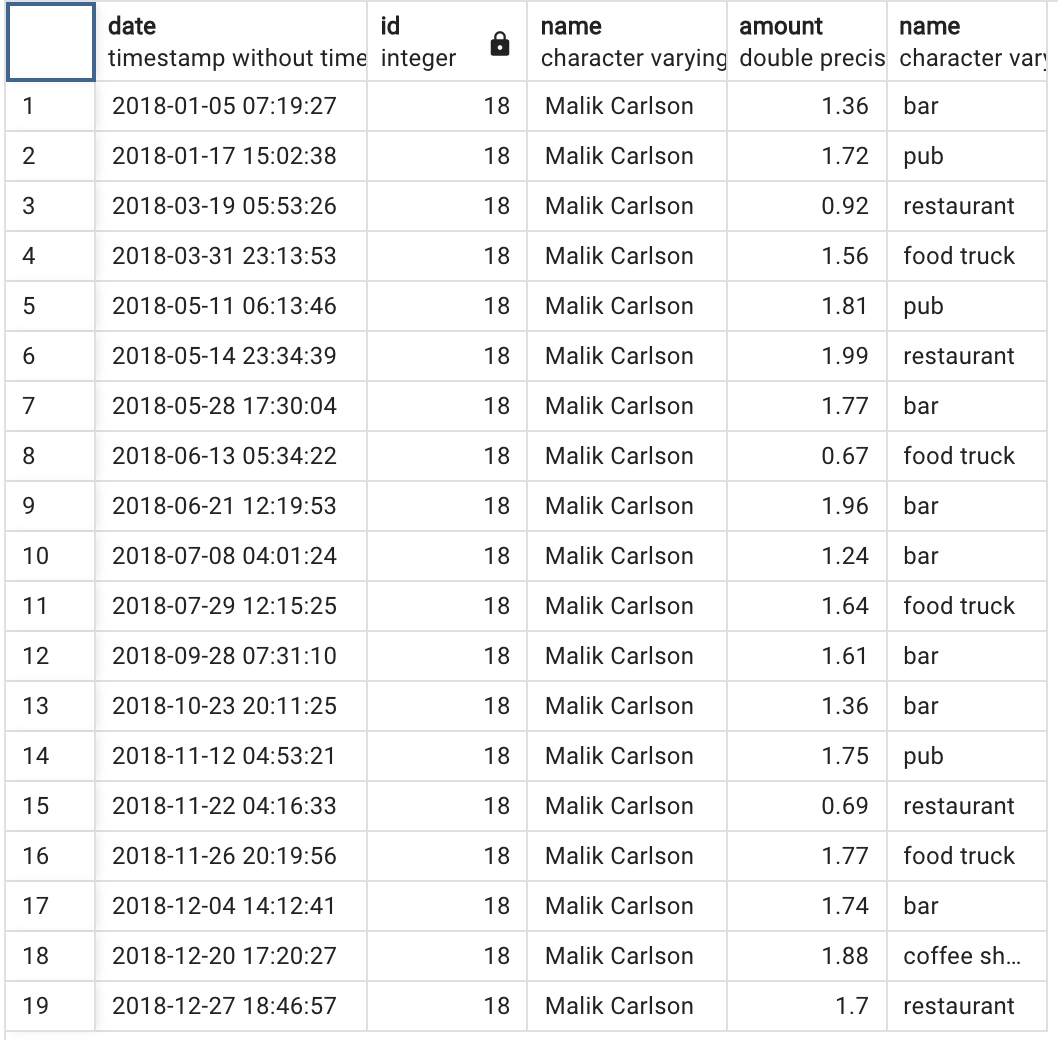 date id name amount name
timestamp without time integer character varying double precis character vary
1 2018-01-05 07:19:27 18 Malik Carlson 1.36 bar
2 2018-01-17 15:02:38 18 Malik Carlson 1.72 pub
3 2018-03-19 05:53:26 18 Malik Carlson 0.92 restaurant
4 2018-03-31 23:13:53 18 Malik Carlson 1.56 food truck
5 2018-05-11 06:13:46 18 Malik Carlson 1.81 pub
6 2018-05-14 23:34:39 18 Malik Carlson 1.99 restaurant
7 2018-05-28 17:30:04 18 Malik Carlson 1.77 bar
8 2018-06-13 05:34:22 18 Malik Carlson 0.67 food truck
9 2018-06-21 12:19:53 18 Malik Carlson 1.96 bar
10 2018-07-08 04:01:24 18 Malik Carlson 1.24 bar
11 2018-07-29 12:15:25 18 Malik Carlson 1.64 food truck
12 2018-09-28 07:31:10 18 Malik Carlson 1.61 bar
13 2018-10-23 20:11:25 18 Malik Carlson 1.36 bar
14 2018-11-12 04:53:21 18 Malik Carlson 1.75 pub
15 2018-11-22 04:16:33 18 Malik Carlson 0.69 restaurant
16 2018-11-26 20:19:56 18 Malik Carlson 1.77 food truck
17 2018-12-04 14:12:41 18 Malik Carlson 1.74 bar
18 2018-12-20 17:20:27 18 Malik Carlson 1.88 coffee sh...
19 2018-12-27 18:46:57 18 Malik Carlson 1.7 restaurant